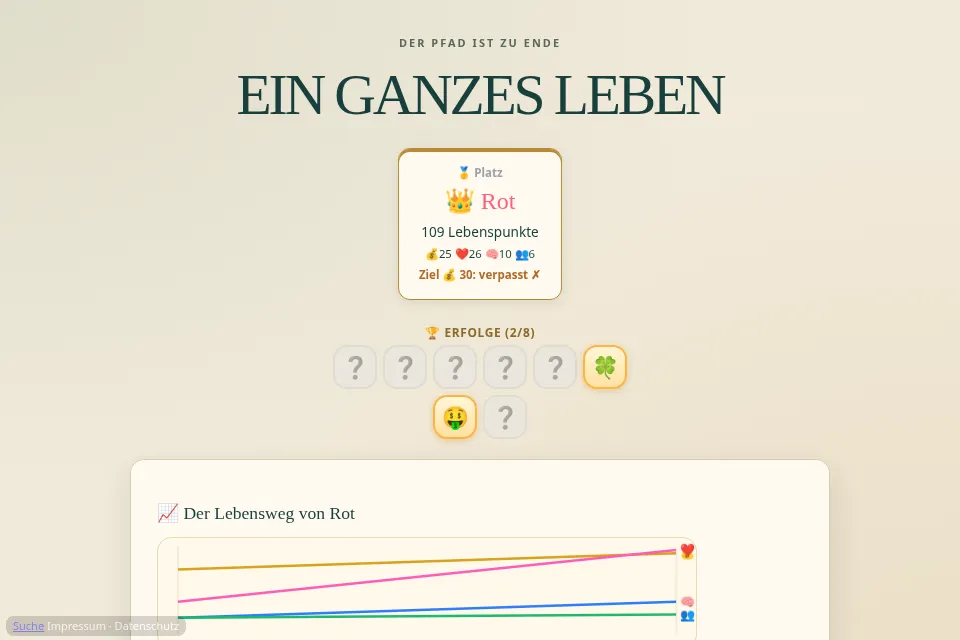 DER PFAD IST ZU ENDE
EIN GANZES LEBEN
🥇 Platz
👑 Rot
109 Lebenspunkte
💰25 ❤️26 🧠10 👥6
Ziel 💰 30: verpasst ✗
🏆 ERFOLGE (2/8)
❔ ❔ ❔ ❔ ❔ 🍀
🤑 ❔
📈 Der Lebensweg von Rot
❤️
🧠
👥
Suche Impressum · Datenschutz